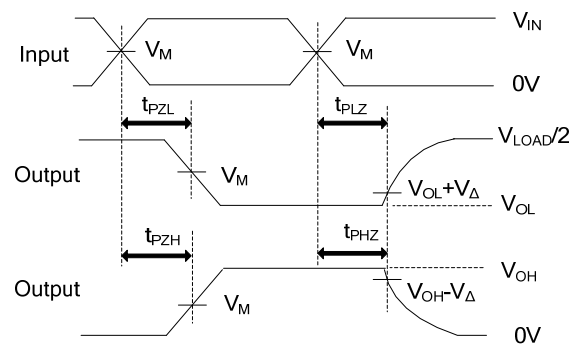 V_IN
Input
V_M
V_M
0V
t_PZL
t_PLZ
V_LOAD/2
Output
V_M
V_OL+V_Δ
V_OL
t_PZH
t_PHZ
V_OH
Output
V_M
V_OH-V_Δ
0V